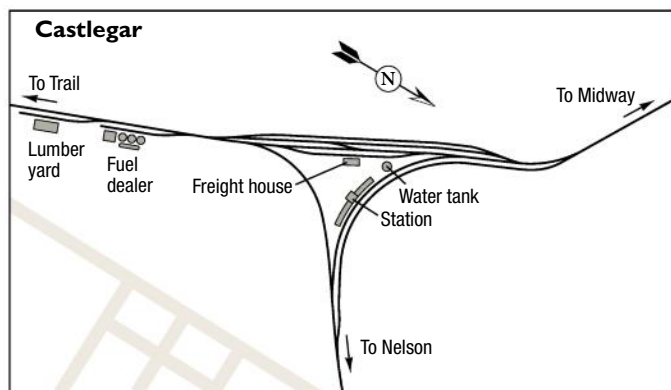 Castlegar
N
To Trail
To Midway
Lumber
yard
Fuel
dealer
Freight house
Water tank
Station
To Nelson